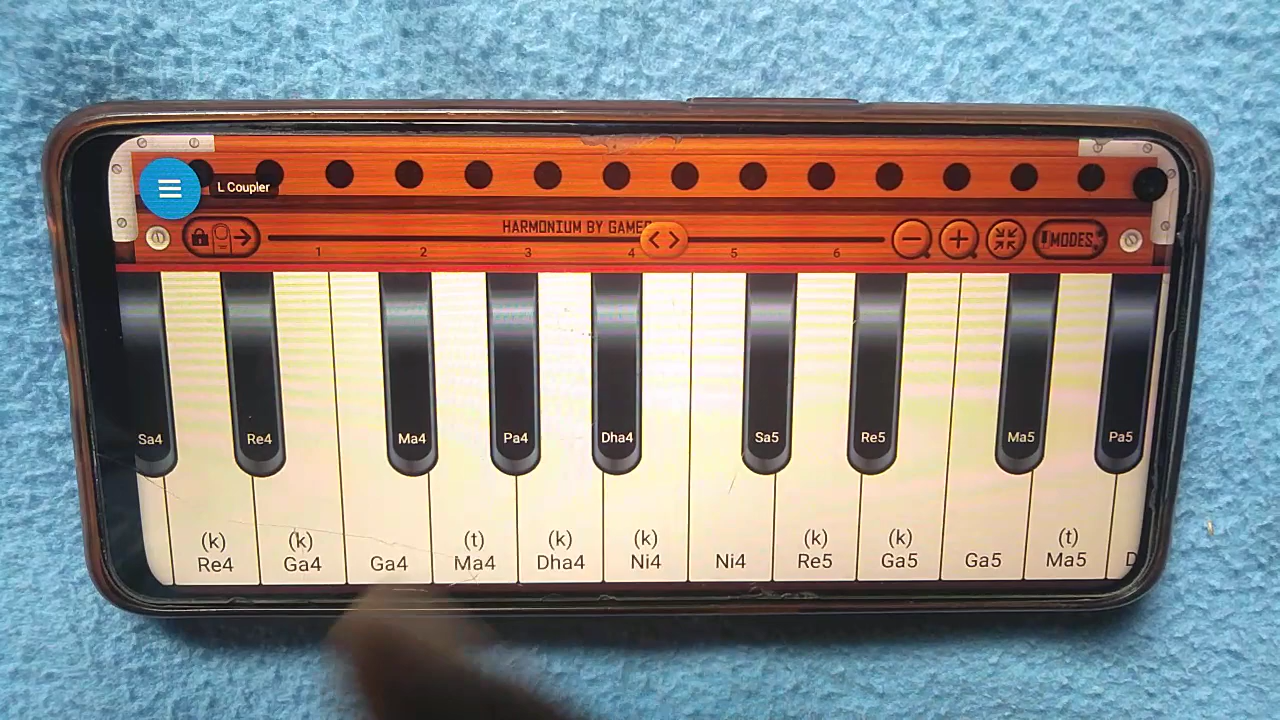 L Coupler
HARMONIUM BY GAMEG
MODES
1 2 3 4 5 6
Sa4 Re4 Ma4 Pa4 Dha4 Sa5 Re5 Ma5 Pa5
(k) (k) (t) (k) (k) (k) (k) (t)
Re4 Ga4 Ga4 Ma4 Dha4 Ni4 Ni4 Re5 Ga5 Ga5 Ma5 D